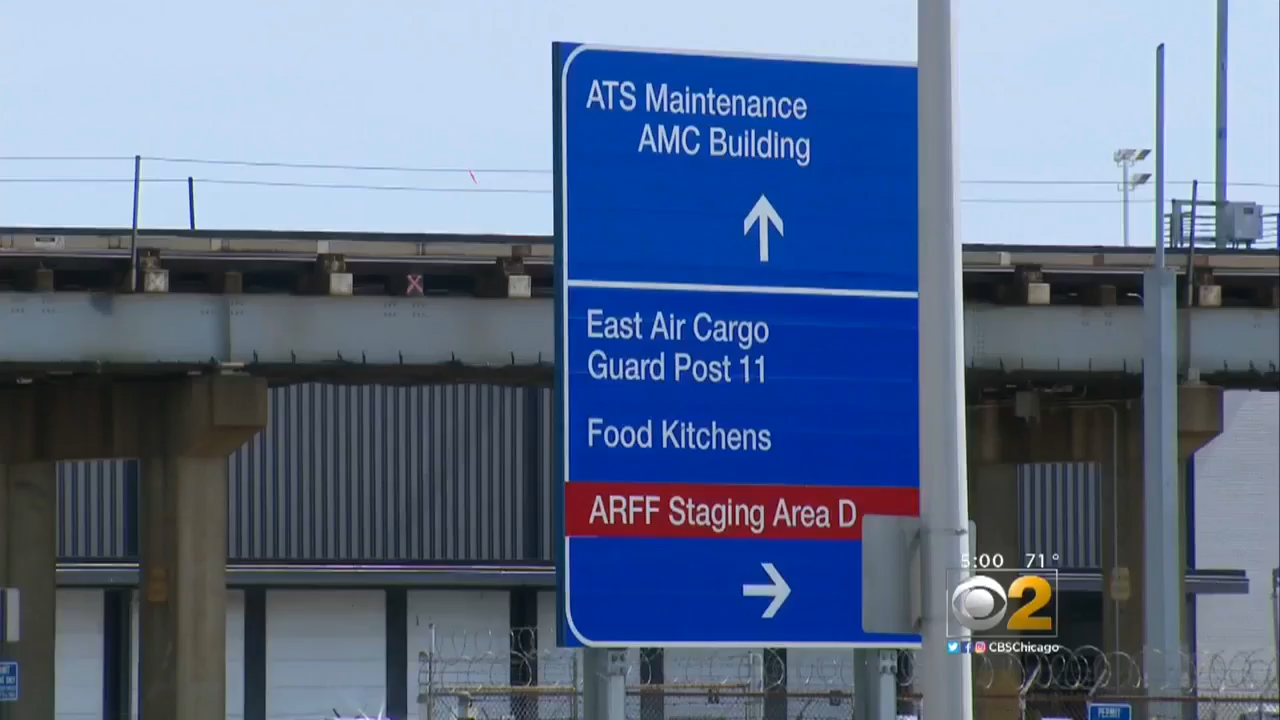 ATS Maintenance
AMC Building
East Air Cargo
Guard Post 11
Food Kitchens
ARFF Staging Area D
5:00 71°
2
CBSChicago
PERMIT